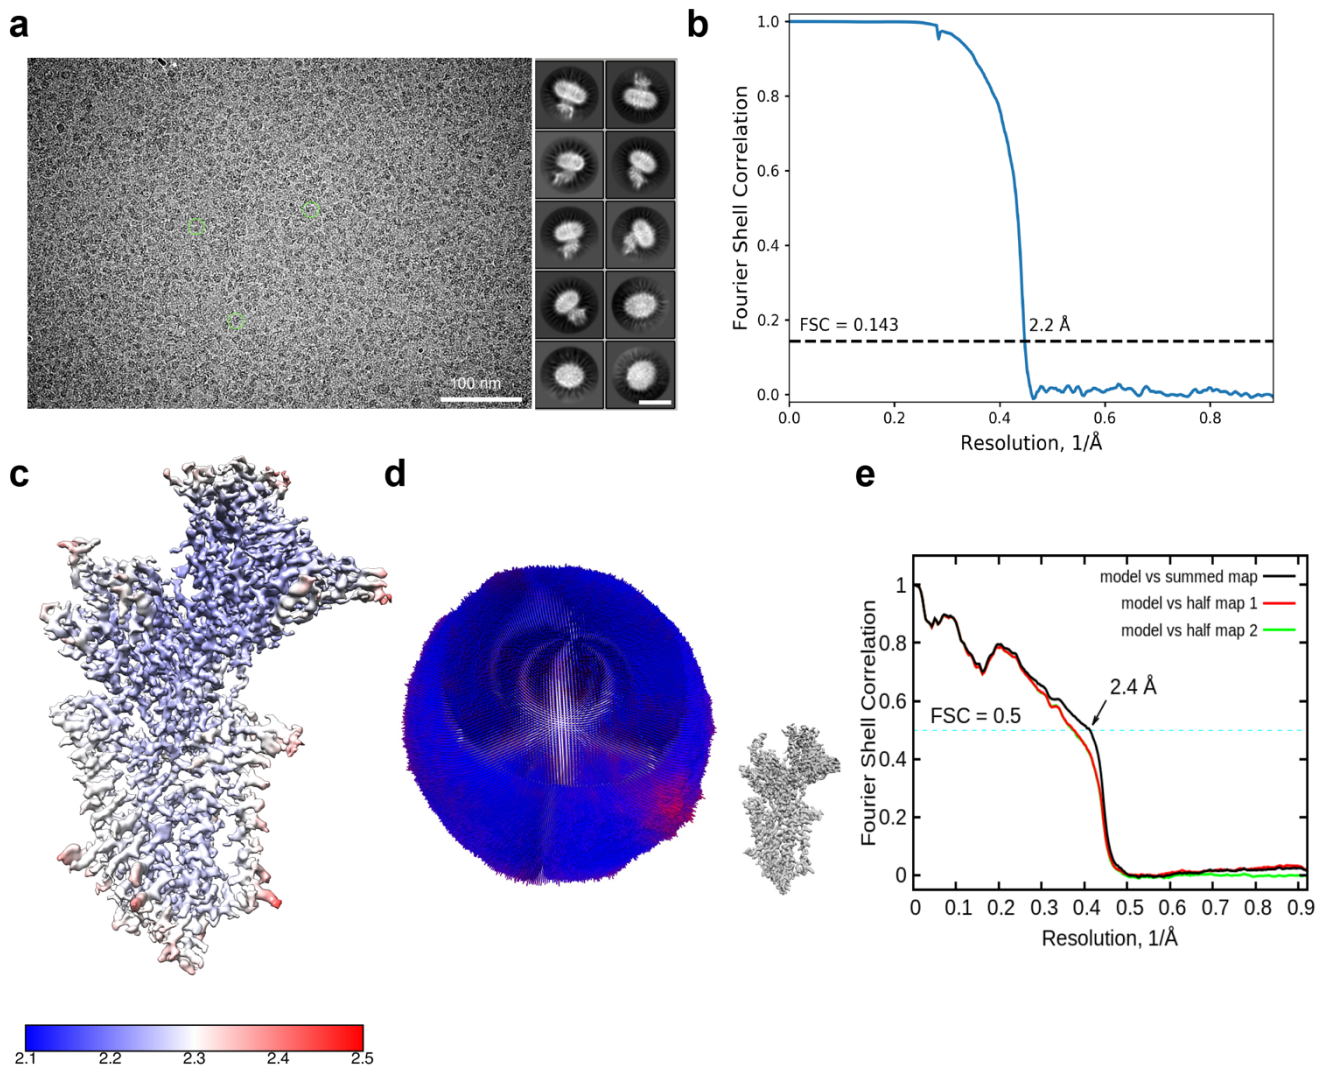 a
100 nm
b
Fourier Shell Correlation
1.0
0.8
0.6
0.4
0.2
0.0
FSC = 0.143
2.2 Å
0.0
0.2
0.4
0.6
0.8
Resolution, 1/Å
c
2.1
2.2
2.3
2.4
2.5
d
e
Fourier Shell Correlation
1
0.8
0.6
0.4
0.2
0
model vs summed map
model vs half map 1
model vs half map 2
2.4 Å
FSC = 0.5
0
0.1
0.2
0.3
0.4
0.5
0.6
0.7
0.8
0.9
Resolution, 1/Å